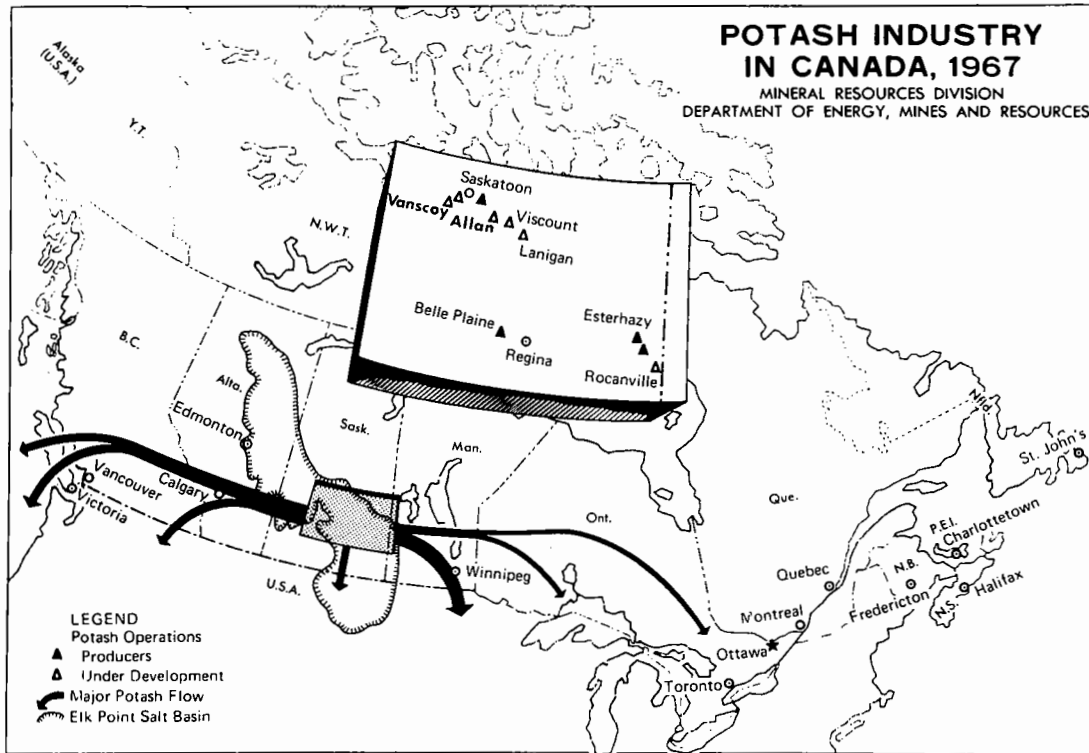 POTASH INDUSTRY
IN CANADA, 1967
MINERAL RESOURCES DIVISION
DEPARTMENT OF ENERGY, MINES AND RESOURCES
Alaska
(U.S.A.)
Y.T.
N.W.T.
Saskatoon
Vanscoy
Allan
Viscount
Lanigan
Belle Plaine
Regina
Esterhazy
Rocanville
B.C.
Alta.
Edmonton
Sask.
Man.
Calgary
Vancouver
Victoria
U.S.A.
Winnipeg
Ont.
Que.
Nfld.
St. John's
P.E.I.
Charlottetown
N.B.
Quebec
Fredericton
N.S.
Halifax
Montreal
Ottawa
Toronto
LEGEND
Potash Operations
Producers
Under Development
Major Potash Flow
Elk Point Salt Basin